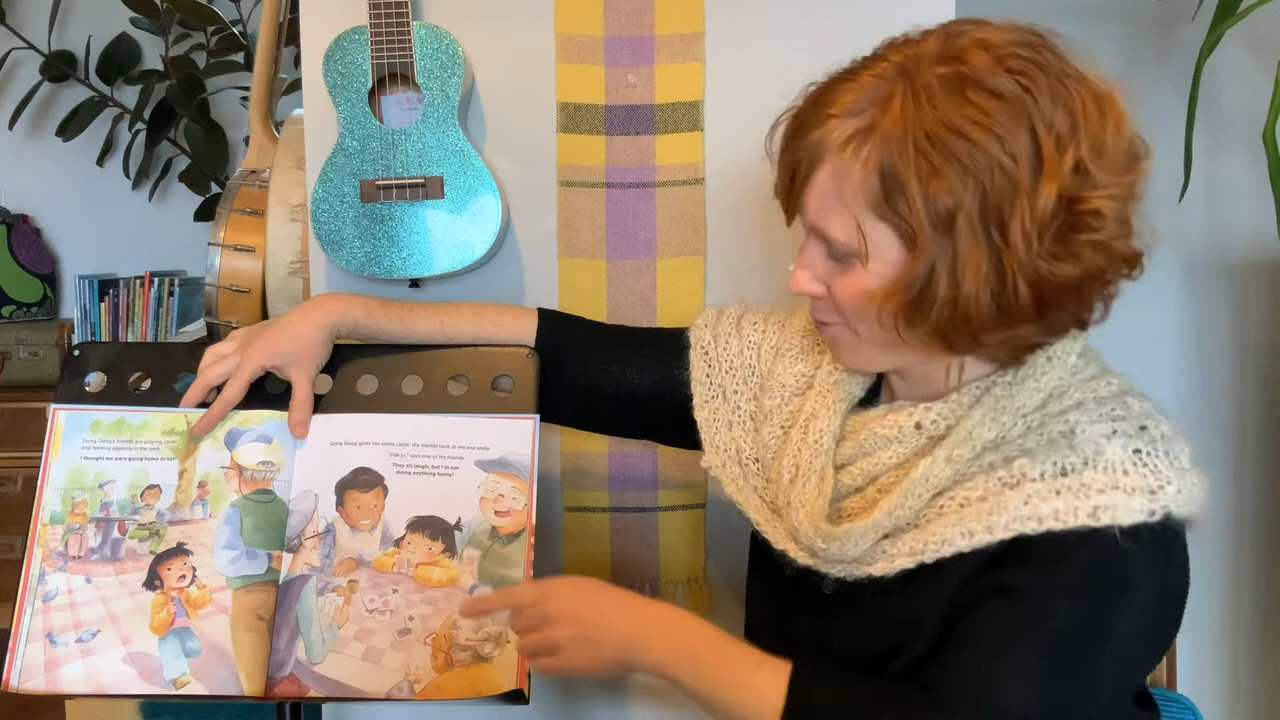 Gong Gong's friends are playing cards
and feeding pigeons in the park.
I thought we were going home to eat!
Gong Gong gives me some cards. His friends look at me and smile.
"Dak yi," says one of his friends.
They all laugh, but I'm not
doing anything funny!